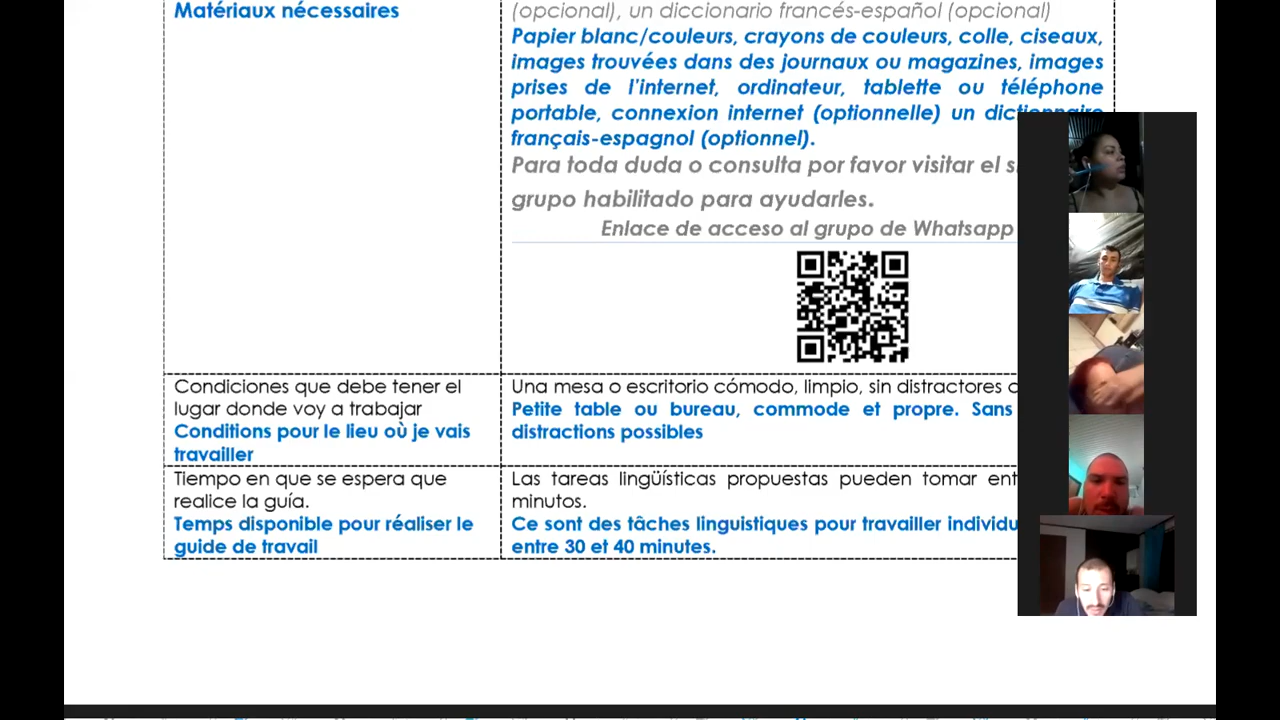 Matériaux nécessaires
(opcional), un diccionario francés-español (opcional)
Papier blanc/couleurs, crayons de couleurs, colle, ciseaux,
images trouvées dans des journaux ou magazines, images
prises de l'internet, ordinateur, tablette ou téléphone
portable, connexion internet (optionnelle) un dictionnaire
français-espagnol (optionnel).
Para toda duda o consulta por favor visitar el
grupo habilitado para ayudarles.
Enlace de acceso al grupo de Whatsapp
Condiciones que debe tener el
lugar donde voy a trabajar
Conditions pour le lieu où je vais
travailler
Una mesa o escritorio cómodo, limpio, sin distractores
Petite table ou bureau, commode et propre. Sans
distractions possibles
Tiempo en que se espera que
realice la guía.
Temps disponible pour réaliser le
guide de travail
Las tareas lingüísticas propuestas pueden tomar
minutos.
Ce sont des tâches linguistiques pour travailler
entre 30 et 40 minutes.